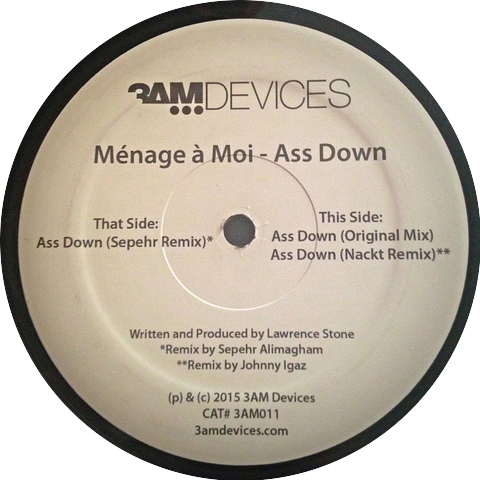 3AMDEVICES
Ménage à Moi - Ass Down
That Side:
Ass Down (Sepehr Remix)*
This Side:
Ass Down (Original Mix)
Ass Down (Nackt Remix)**
Written and Produced by Lawrence Stone
*Remix by Sepehr Alimagham
**Remix by Johnny Igaz
(p) & (c) 2015 3AM Devices
CAT# 3AM011
3amdevices.com